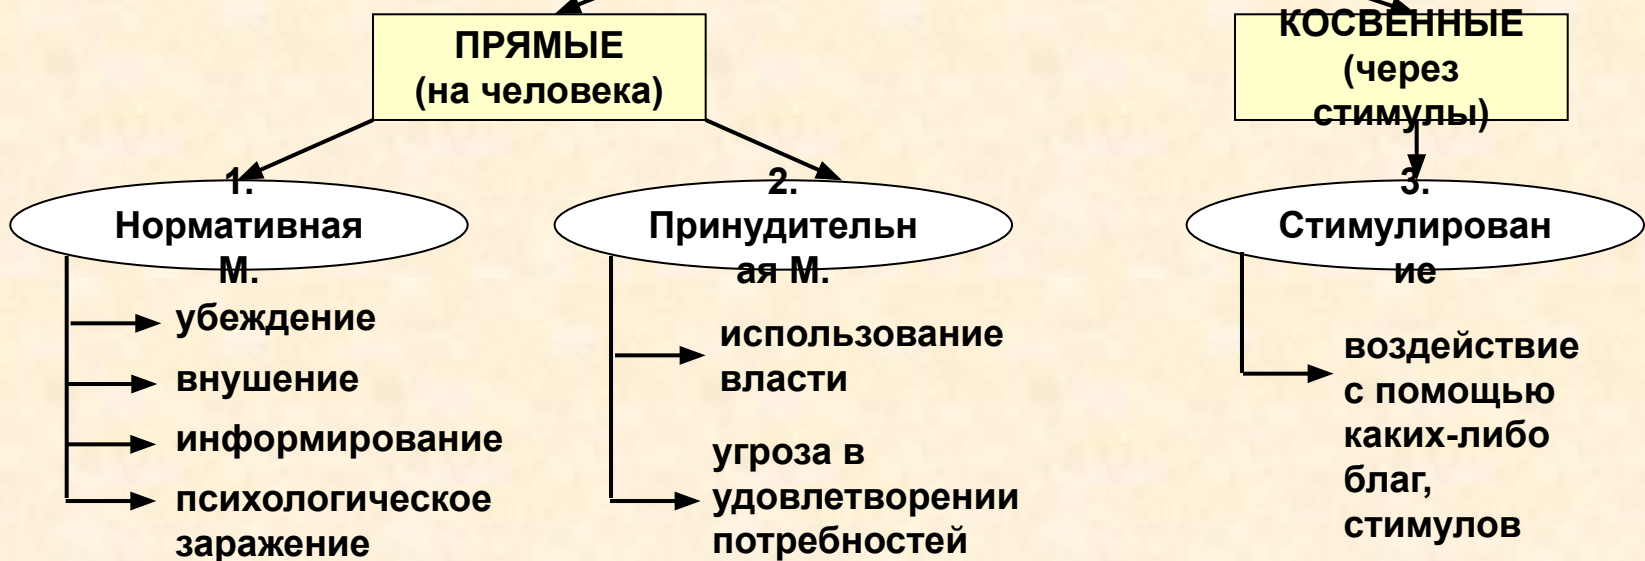 ПРЯМЫЕ
(на человека)
КОСВЕННЫЕ
(через
стимулы)
1.
Нормативная
М.
2.
Принудительн
ая М.
3.
Стимулирован
ие
убеждение
внушение
информирование
психологическое
заражение
использование
власти
угроза в
удовлетворении
потребностей
воздействие
с помощью
каких-либо
благ,
стимулов